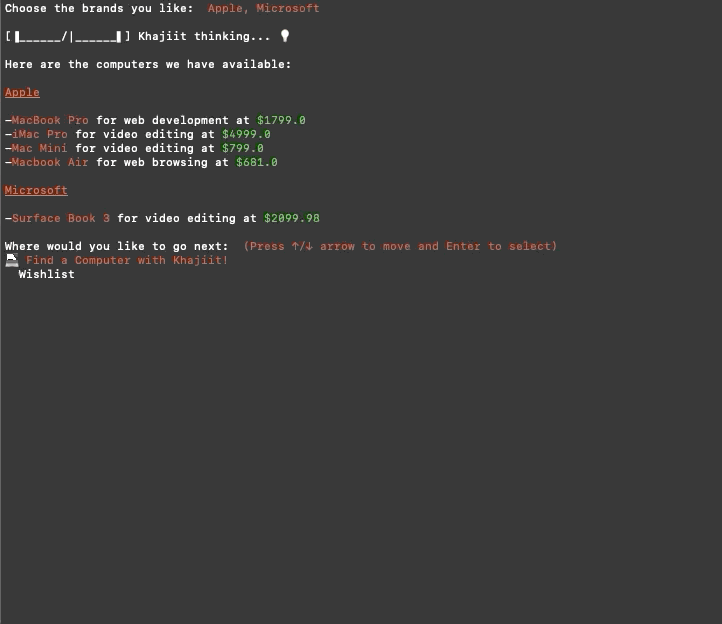 Choose the brands you like:  Apple, Microsoft
[▐______/|______▌] Khajiit thinking... 💡
Here are the computers we have available:
Apple
—MacBook Pro for web development at $1799.0
—iMac Pro for video editing at $4999.0
—Mac Mini for video editing at $799.0
—Macbook Air for web browsing at $681.0
Microsoft
—Surface Book 3 for video editing at $2099.98
Where would you like to go next:  (Press ↑/↓ arrow to move and Enter to select)
Find a Computer with Khajiit!
Wishlist